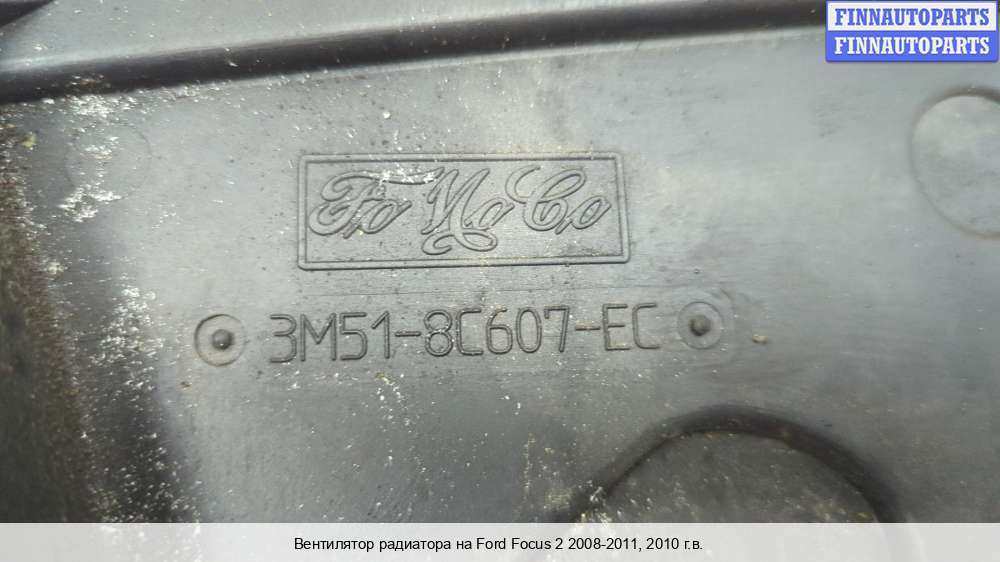 FINNAUTOPARTS
FINNAUTOPARTS
FoMoCo
3M51-8C607-EC
Вентилятор радиатора на Ford Focus 2 2008-2011, 2010 г.в.